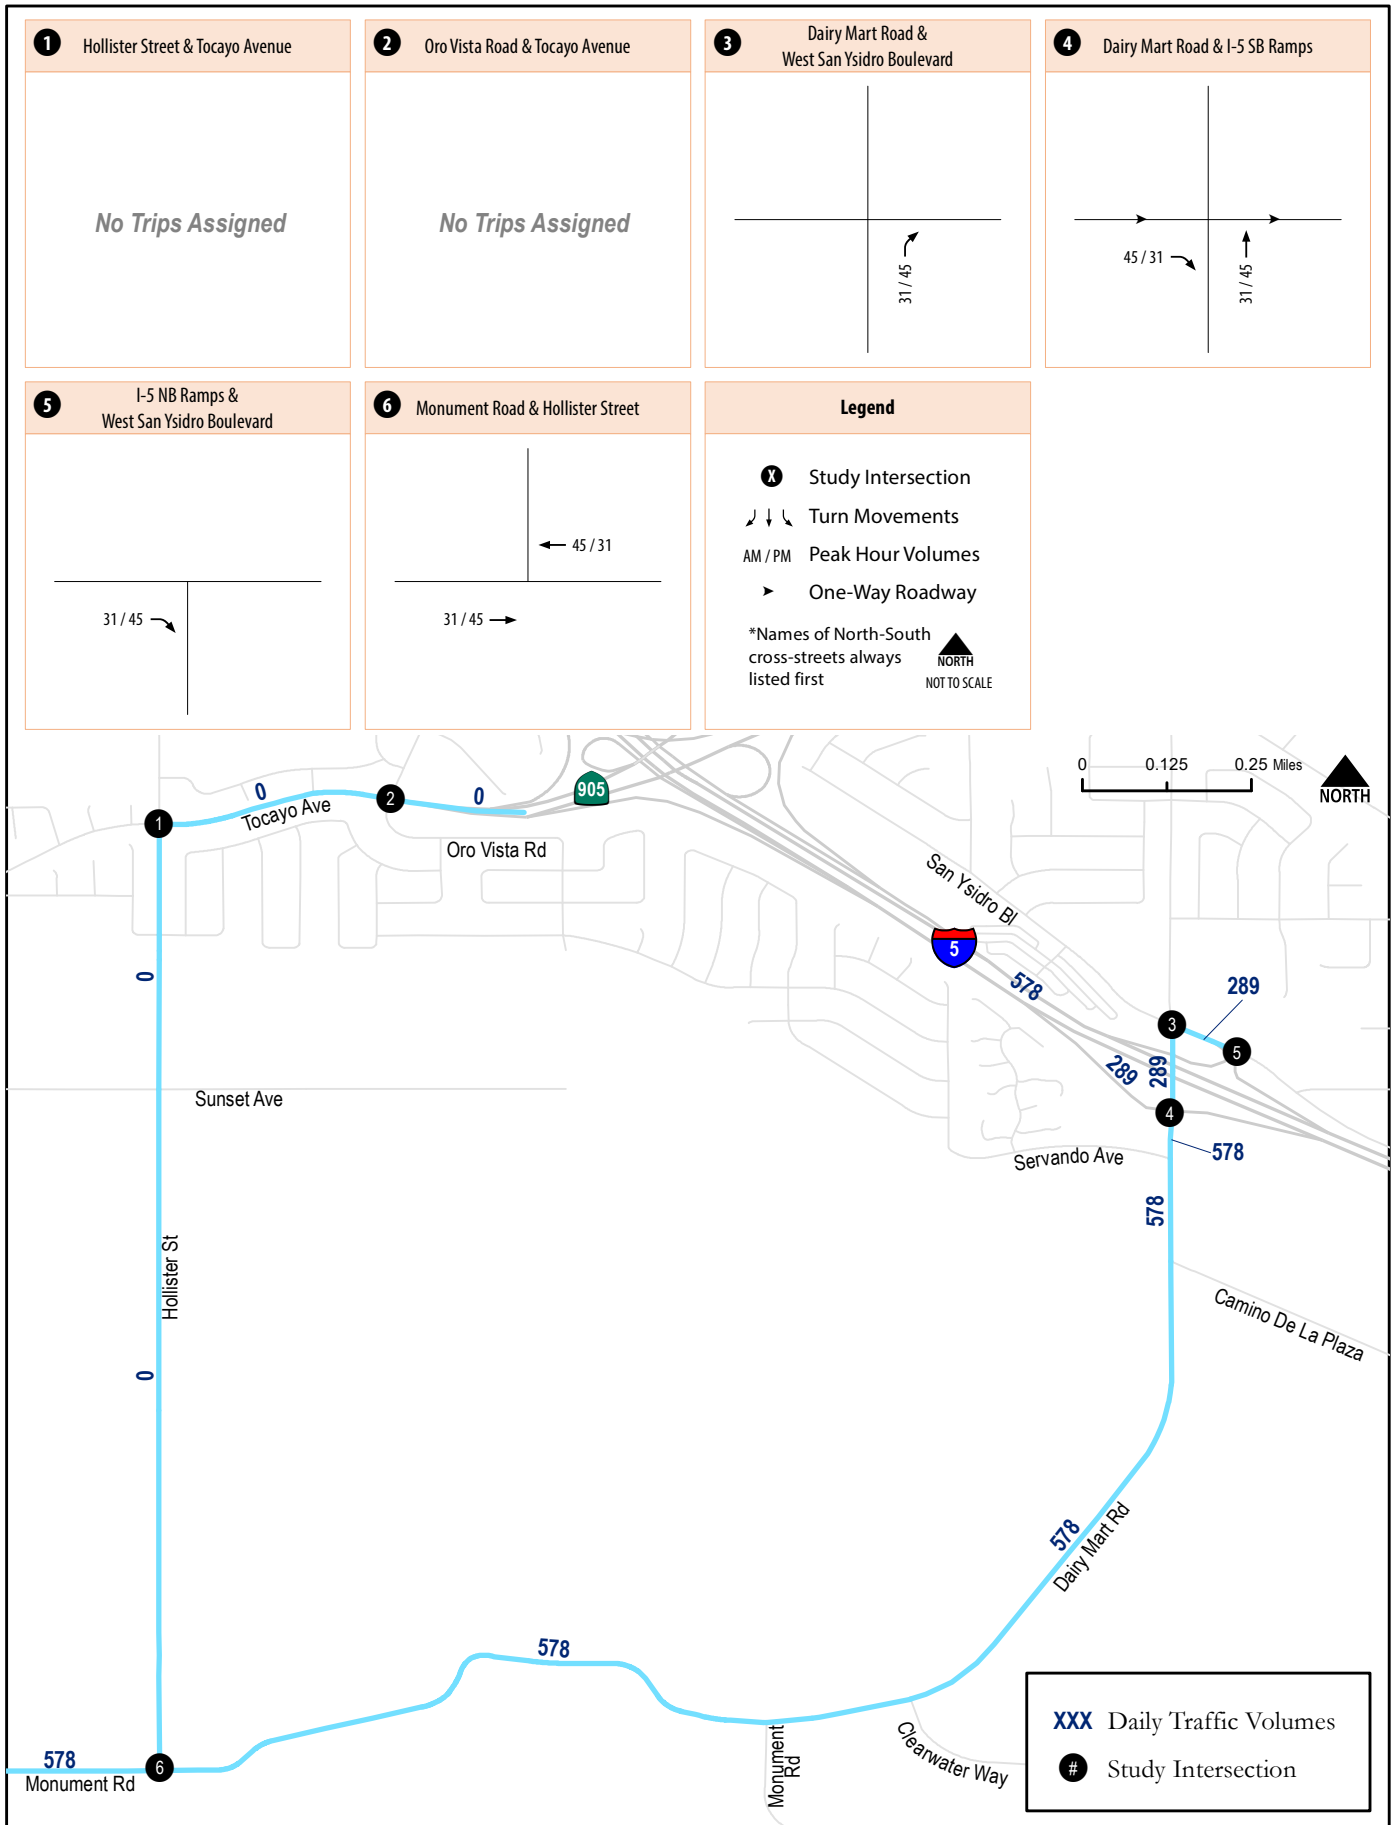 1 Hollister Street & Tocayo Avenue
No Trips Assigned
2 Oro Vista Road & Tocayo Avenue
No Trips Assigned
3 Dairy Mart Road &
West San Ysidro Boulevard
31 / 45
4 Dairy Mart Road & I-5 SB Ramps
45 / 31
31 / 45
5 I-5 NB Ramps &
West San Ysidro Boulevard
31 / 45
6 Monument Road & Hollister Street
45 / 31
31 / 45
Legend
X Study Intersection
Turn Movements
AM / PM Peak Hour Volumes
One-Way Roadway
*Names of North-South
cross-streets always
listed first
NORTH
NOT TO SCALE
0 0.125 0.25 Miles
NORTH
905
0
2
0
1
Tocayo Ave
Oro Vista Rd
San Ysidro Bl
5
0
578
289
3
5
289
289
4
Sunset Ave
Servando Ave
578
578
Hollister St
Camino De La Plaza
0
578
Dairy Mart Rd
578
578
6
Monument Rd
Monument
Rd
Clearwater Way
XXX Daily Traffic Volumes
# Study Intersection